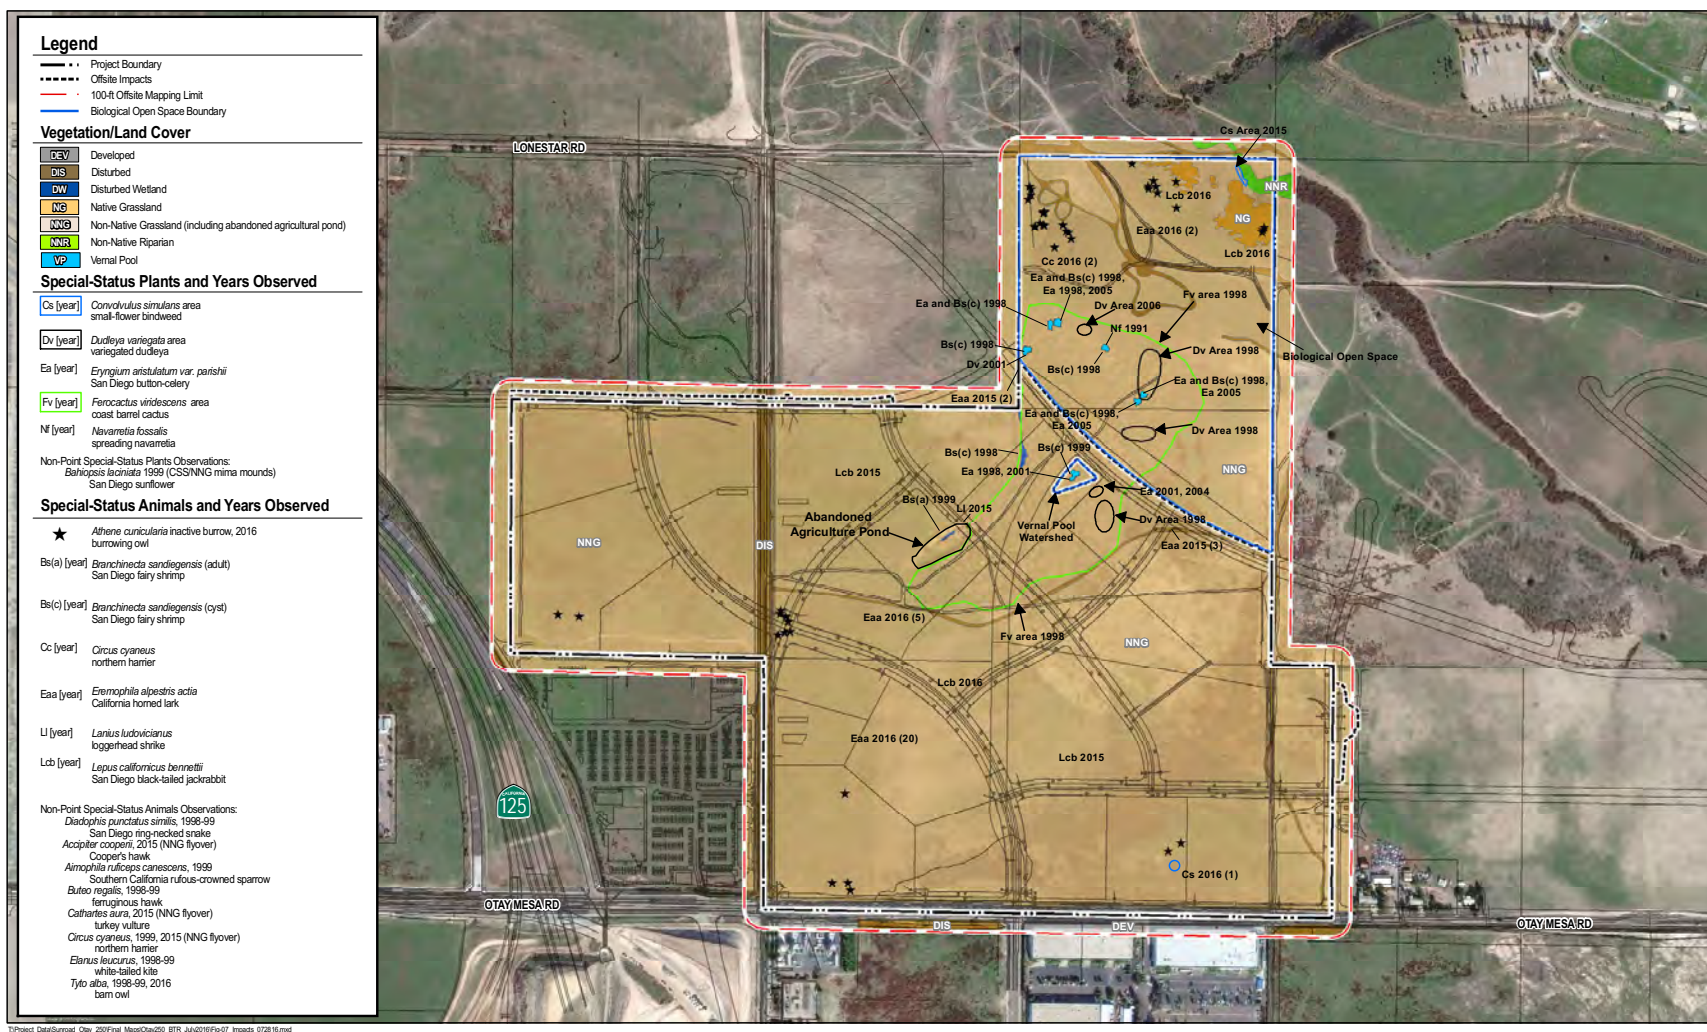 Legend
Project Boundary
Offsite Impacts
100-ft Offsite Mapping Limit
Biological Open Space Boundary
Vegetation/Land Cover
DEV Developed
DIS Disturbed
DW Disturbed Wetland
NG Native Grassland
NNG Non-Native Grassland (including abandoned agricultural pond)
NNR Non-Native Riparian
VP Vernal Pool
Special-Status Plants and Years Observed
Cs [year] Convolvulus simulans area
small-flower bindweed
Dv [year] Dudleya variegata area
variegated dudleya
Ea [year] Eryngium aristulatum var. parishii
San Diego button-celery
Fv [year] Ferocactus viridescens area
coast barrel cactus
Nf [year] Navarretia fossalis
spreading navarretia
Non-Point Special-Status Plants Observations:
Bahiopsis laciniata 1999 (CSS/NNG mima mounds)
San Diego sunflower
Special-Status Animals and Years Observed
Athene cunicularia inactive burrow, 2016
burrowing owl
Bs(a) [year] Branchinecta sandiegensis (adult)
San Diego fairy shrimp
Bs(c) [year] Branchinecta sandiegensis (cyst)
San Diego fairy shrimp
Cc [year] Circus cyaneus
northern harrier
Eaa [year] Eremophila alpestris actia
California horned lark
Ll [year] Lanius ludovicianus
loggerhead shrike
Lcb [year] Lepus californicus bennettii
San Diego black-tailed jackrabbit
Non-Point Special-Status Animals Observations:
Diadophis punctatus similis, 1998-99
San Diego ring-necked snake
Accipiter cooperii, 2015 (NNG flyover)
Cooper's hawk
Aimophila ruficeps canescens, 1999
Southern California rufous-crowned sparrow
Buteo regalis, 1998-99
ferruginous hawk
Cathartes aura, 2015 (NNG flyover)
turkey vulture
Circus cyaneus, 1999, 2015 (NNG flyover)
northern harrier
Elanus leucurus, 1998-99
white-tailed kite
Tyto alba, 1998-99, 2016
barn owl
LONESTAR RD
Cs Area 2015
NNR
Lcb 2016
NG
Eaa 2016 (2)
Lcb 2016
Cc 2016 (2)
Ea and Bs(c) 1998,
Ea 1998, 2005
Ea and Bs(c) 1998
Dv Area 2006
Fv area 1998
Nf 1991
Bs(c) 1998
Dv 2001
Bs(c) 1998
Dv Area 1998
Biological Open Space
Ea and Bs(c) 1998,
Ea 2005
Eaa 2015 (2)
Ea and Bs(c) 1998,
Ea 2005
Dv Area 1998
Bs(c) 1999
Bs(c) 1998
Ea 1998, 2001
NNG
Lcb 2015
Ea 2001, 2004
Bs(a) 1999
Ll 2015
Abandoned
Agriculture Pond
Vernal Pool
Watershed
Dv Area 1998
Eaa 2015 (3)
NNG
DIS
Eaa 2016 (5)
Fv area 1998
NNG
Lcb 2016
Eaa 2016 (20)
Lcb 2015
CALIFORNIA
125
Cs 2016 (1)
OTAY MESA RD
DIS
DEV
OTAY MESA RD
T:\Project_Data\Sunroad_Otay_250\Final_Maps\Otay250_BTR_July2016\Fig07_Impacts_072816.mxd